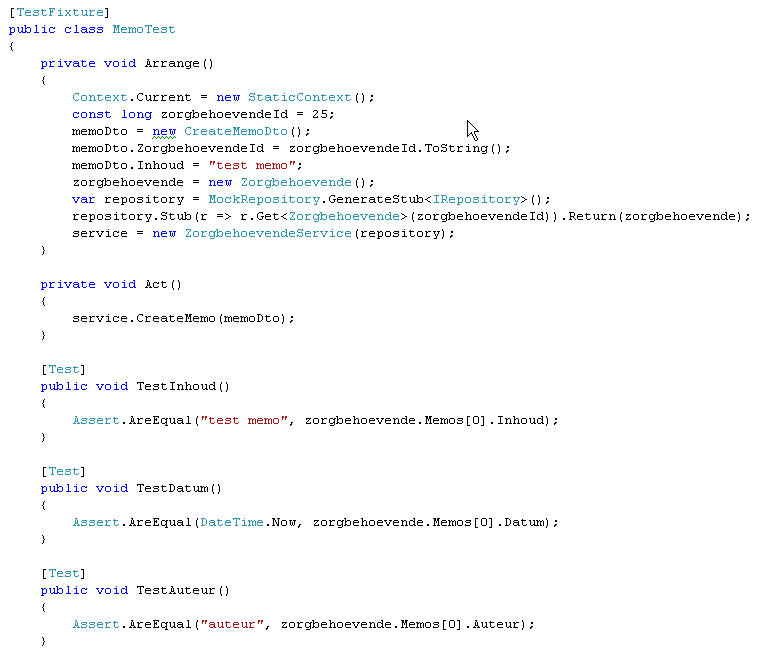 [TestFixture]
public class MemoTest
{
    private void Arrange()
    {
        Context.Current = new StaticContext();
        const long zorgbehoevendeId = 25;
        memoDto = new CreateMemoDto();
        memoDto.ZorgbehoevendeId = zorgbehoevendeId.ToString();
        memoDto.Inhoud = "test memo";
        zorgbehoevende = new Zorgbehoevende();
        var repository = MockRepository.GenerateStub<IRepository>();
        repository.Stub(r => r.Get<Zorgbehoevende>(zorgbehoevendeId)).Return(zorgbehoevende);
        service = new ZorgbehoevendeService(repository);
    }

    private void Act()
    {
        service.CreateMemo(memoDto);
    }

    [Test]
    public void TestInhoud()
    {
        Assert.AreEqual("test memo", zorgbehoevende.Memos[0].Inhoud);
    }

    [Test]
    public void TestDatum()
    {
        Assert.AreEqual(DateTime.Now, zorgbehoevende.Memos[0].Datum);
    }

    [Test]
    public void TestAuteur()
    {
        Assert.AreEqual("auteur", zorgbehoevende.Memos[0].Auteur);
    }